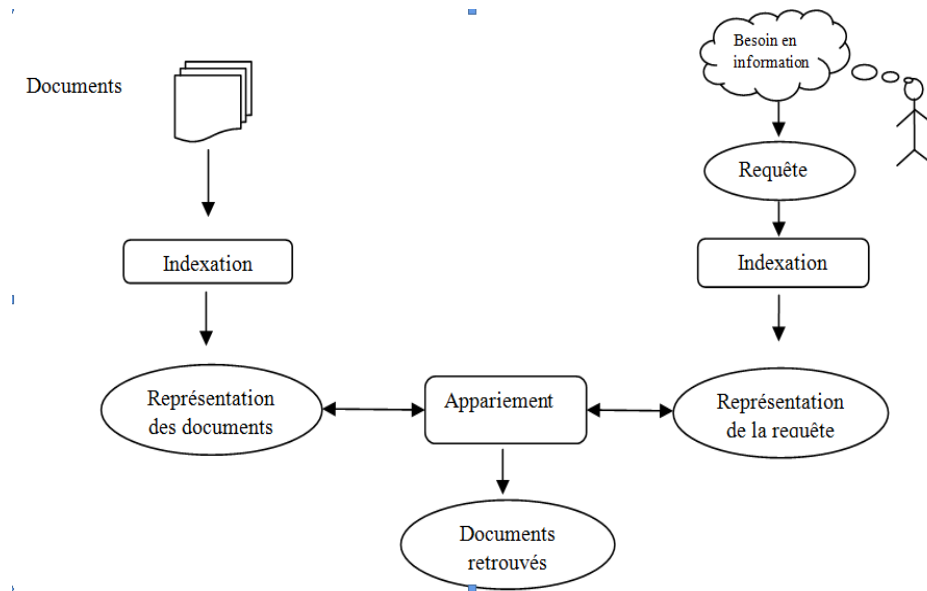 Documents
Besoin en
information
Requête
Indexation
Indexation
Représentation
des documents
Appariement
Représentation
de la requête
Documents
retrouvés